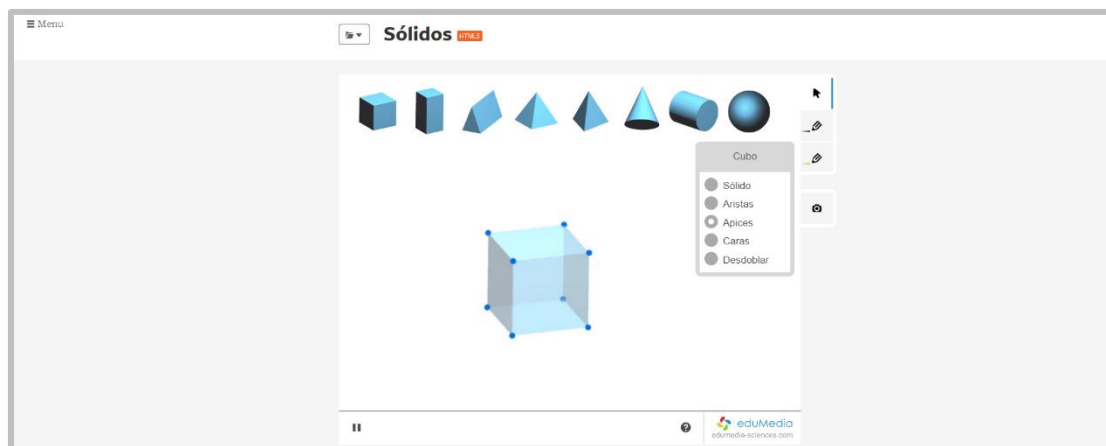 Menu
Sólidos HTML5
Cubo
Sólido
Aristas
Apices
Caras
Desdoblar
eduMedia
edumedia-sciences.com